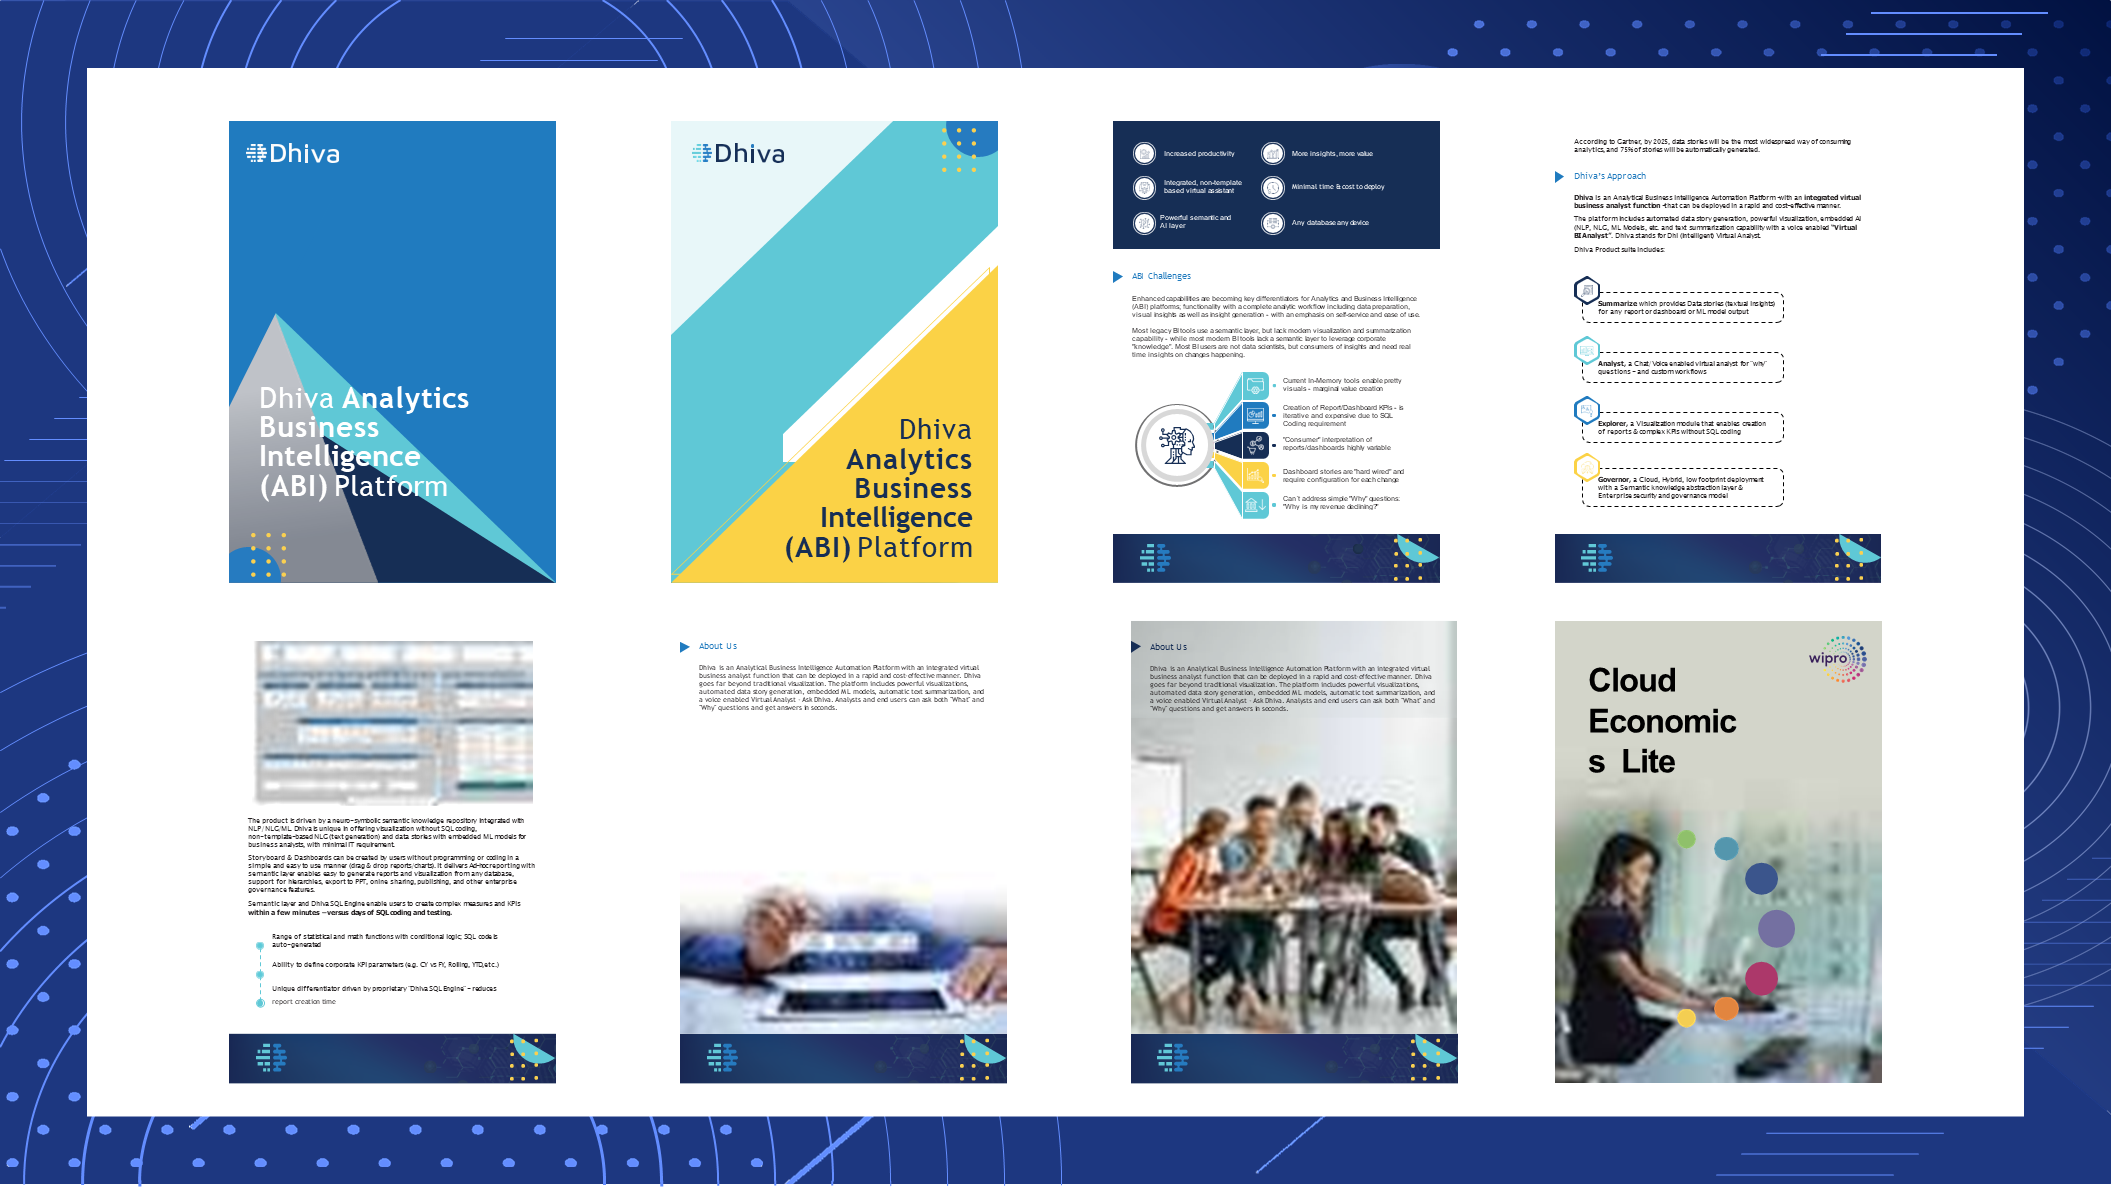 Dhiva
Dhiva Analytics
Business
Intelligence
(ABI) Platform
Dhiva
Dhiva
Analytics
Business
Intelligence
(ABI) Platform
Increased productivity
More insights, more value
Integrated, non-template
based virtual assistant
Minimal time & cost to deploy
Powerful semantic and
AI layer
Any database any device
ABI Challenges
Enhanced capabilities are becoming key differentiators for Analytics and Business Intelligence
(ABI) platforms; functionality with a complete analytic workflow including data preparation,
visual insights as well as insight generation - with an emphasis on self-service and ease of use.
Most legacy BI tools use a semantic layer, but lack modern visualization and summarization
capability - while most modern BI tools lack a semantic layer to leverage corporate
"knowledge". Most BI users are not data scientists, but consumers of insights and need real
time insights on changes happening.
Current In-Memory tools enable pretty
visuals - marginal value creation
Creation of Report/Dashboard KPIs - is
iterative and expensive due to SQL
Coding requirement
"Consumer" interpretation of
reports/dashboards highly variable
Dashboard stories are "hard wired" and
require configuration for each change
Can't address simple "Why" questions:
"Why is my revenue declining?"
According to Gartner, by 2025, data stories will be the most widespread way of consuming
analytics, and 75% of stories will be automatically generated.
Dhiva's Approach
Dhiva is an Analytical Business Intelligence Automation Platform -with an integrated virtual
business analyst function -that can be deployed in a rapid and cost-effective manner.
The platform includes automated data story generation, powerful visualization, embedded AI
(NLP, NLG, ML Models, etc. and text summarization capability with a voice enabled "Virtual
BI Analyst". Dhiva stands for Dhi (Intelligent) Virtual Analyst.
Dhiva Product suite includes:
Summarize which provides Data stories (textual insights)
for any report or dashboard or ML model output
Analyst, a Chat/Voice enabled virtual analyst for "why"
questions - and custom workflows
Explorer, a Visualization module that enables creation
of reports & complex KPIs without SQL coding
Governor, a Cloud, Hybrid, low footprint deployment
with a Semantic knowledge abstraction layer &
Enterprise security and governance model
The product is driven by a neuro-symbolic semantic knowledge repository integrated with
NLP/NLG/ML. Dhiva is unique in offering visualization without SQL coding,
non-template-based NLG (text generation) and data stories with embedded ML models for
business analysts, with minimal IT requirement.
Storyboard & Dashboards can be created by users without programming or coding in a
simple and easy to use manner (drag & drop reports/charts). It delivers Ad-hoc reporting with
semantic layer enables easy to generate reports and visualization from any database,
support for hierarchies, export to PPT, online sharing, publishing, and other enterprise
governance features.
Semantic layer and Dhiva SQL Engine enable users to create complex measures and KPIs
within a few minutes —versus days of SQL coding and testing.
Range of statistical and math functions with conditional logic; SQL code is
auto-generated
Ability to define corporate KPI parameters (e.g. CY vs FY, Rolling, YTD, etc.)
Unique differentiator driven by proprietary "Dhiva SQL Engine" - reduces
report creation time
About Us
Dhiva is an Analytical Business Intelligence Automation Platform with an integrated virtual
business analyst function that can be deployed in a rapid and cost-effective manner. Dhiva
goes far beyond traditional visualization. The platform includes powerful visualizations,
automated data story generation, embedded ML models, automatic text summarization, and
a voice enabled Virtual Analyst - Ask Dhiva. Analysts and end users can ask both "What" and
"Why" questions and get answers in seconds.
About Us
Dhiva is an Analytical Business Intelligence Automation Platform with an integrated virtual
business analyst function that can be deployed in a rapid and cost-effective manner. Dhiva
goes far beyond traditional visualization. The platform includes powerful visualizations,
automated data story generation, embedded ML models, automatic text summarization, and
a voice enabled Virtual Analyst - Ask Dhiva. Analysts and end users can ask both "What" and
"Why" questions and get answers in seconds.
wipro
Cloud
Economic
s Lite